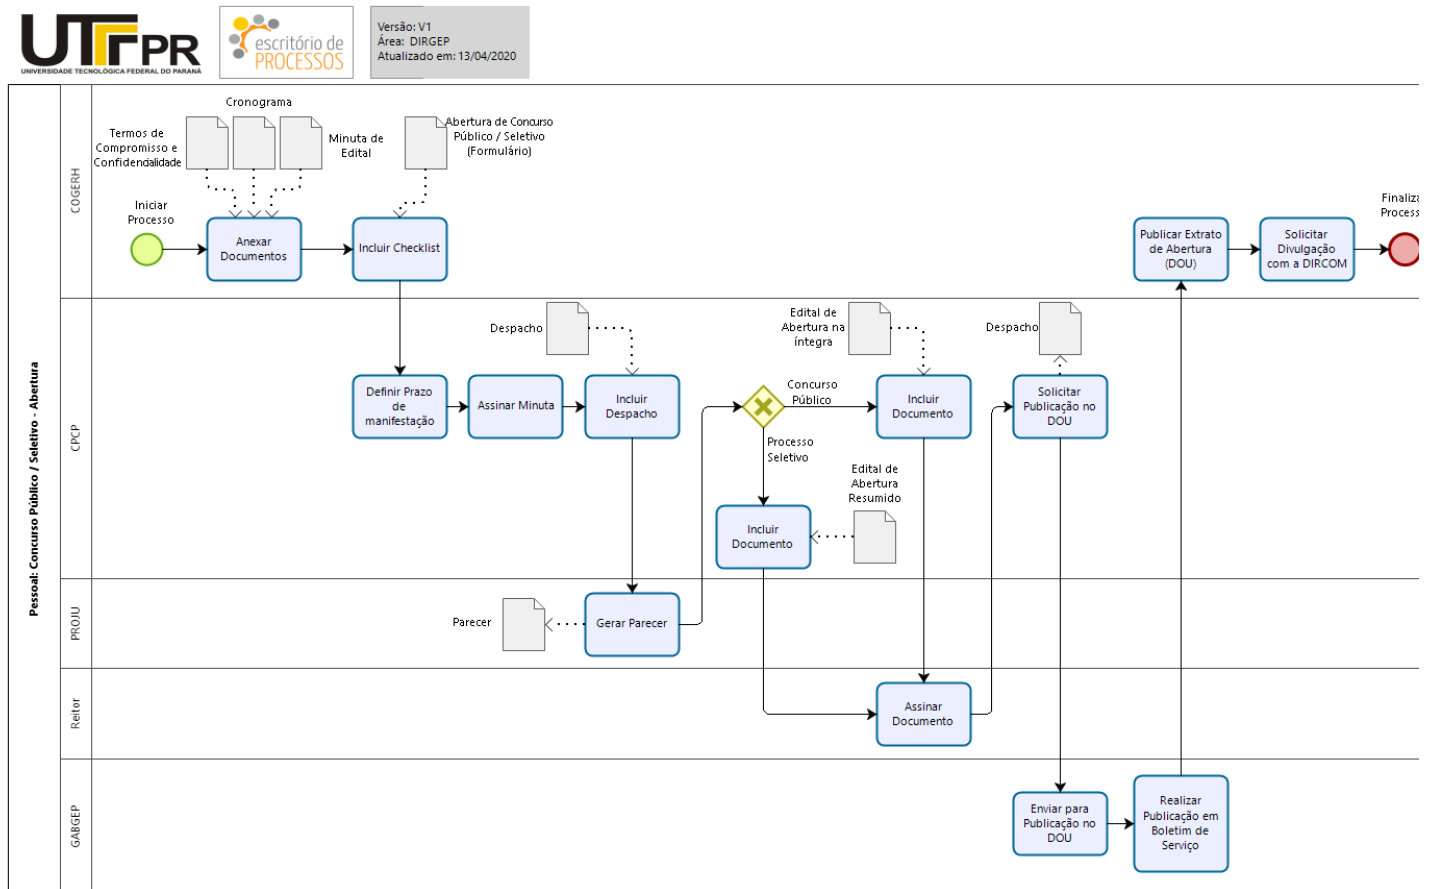 UTFPR
UNIVERSIDADE TECNOLÓGICA FEDERAL DO PARANÁ
escritório de
PROCESSOS
Versão: V1
Área: DIRGEP
Atualizado em: 13/04/2020
Pessoal: Concurso Público / Seletivo - Abertura
COGERH
Cronograma
Termos de
Compromisso e
Confidencialidade
Minuta de
Edital
Abertura de Concurso
Público / Seletivo
(Formulário)
Iniciar
Processo
Anexar
Documentos
Incluir Checklist
Publicar Extrato
de Abertura
(DOU)
Solicitar
Divulgação
com a DIRCOM
Finaliza
Process
CPCP
Despacho
Edital de
Abertura na
íntegra
Despacho
Definir Prazo
de
manifestação
Assinar Minuta
Incluir
Despacho
Concurso
Público
Incluir
Documento
Solicitar
Publicação no
DOU
Processo
Seletivo
Edital de
Abertura
Resumido
Incluir
Documento
PROJU
Parecer
Gerar Parecer
Reitor
Assinar
Documento
GABGEP
Enviar para
Publicação no
DOU
Realizar
Publicação em
Boletim de
Serviço